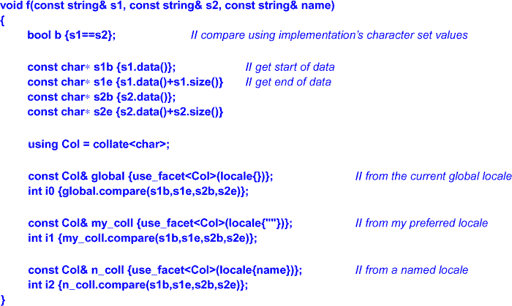 void f(const string& s1, const string& s2, const string& name)
{
bool b {s1==s2}; // compare using implementation’s character set values
const char* s1b {s1.data()}; // get start of data
const char* s1e {s1.data()+s1.size()} // get end of data
const char* s2b {s2.data()};
const char* s2e {s2.data()+s2.size()}
using Col = collate<char>;
const Col& global {use_facet<Col>(locale{})}; // from the current global locale
int i0 {global.compare(s1b,s1e,s2b,s2e)};
const Col& my_coll {use_facet<Col>(locale{""})}; // from my preferred locale
int i1 {my_coll.compare(s1b,s1e,s2b,s2e)};
const Col& n_coll {use_facet<Col>(locale{name})}; // from a named locale
int i2 {n_coll.compare(s1b,s1e,s2b,s2e)};
}